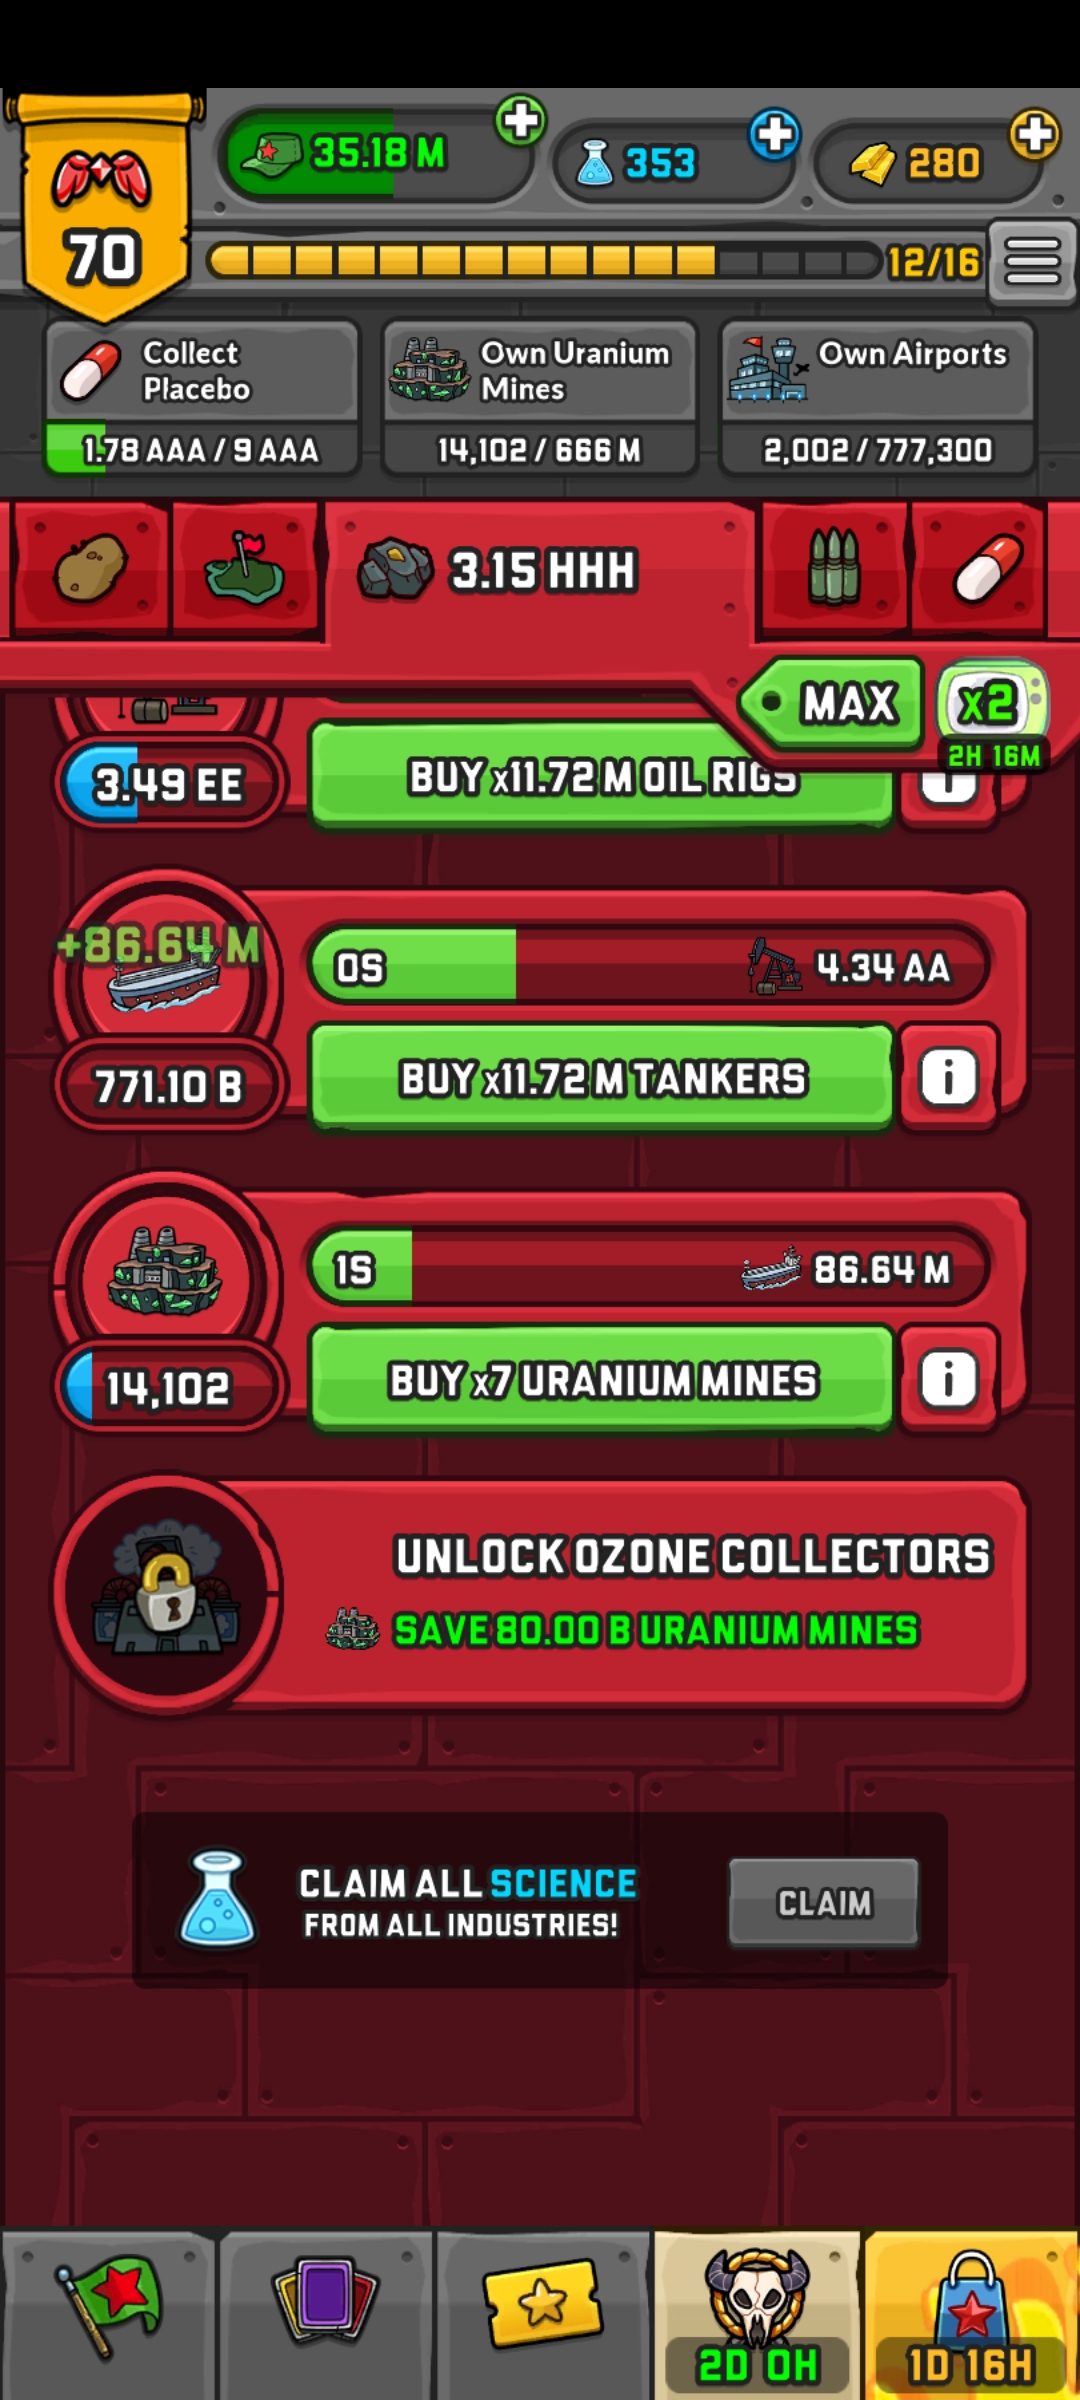 35.18 M
353
280
70
12/16
Collect Placebo
1.78 AAA / 9 AAA
Own Uranium Mines
14,102 / 666 M
Own Airports
2,002 / 777,300
3.15 HHH
MAX
x2
2H 16M
3.49 EE
BUY x11.72 M OIL RIGS
+86.64 M
0S
4.34 AA
771.10 B
BUY x11.72 M TANKERS
i
1S
86.64 M
14,102
BUY x7 URANIUM MINES
i
UNLOCK OZONE COLLECTORS
SAVE 80.00 B URANIUM MINES
CLAIM ALL SCIENCE
FROM ALL INDUSTRIES!
CLAIM
2D 0H
1D 16H